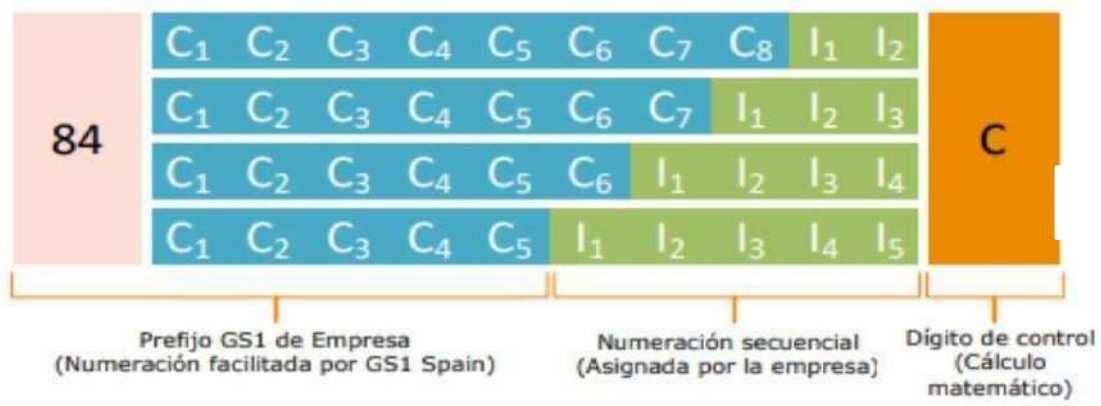 84
C₁ C₂ C₃ C₄ C₅ C₆ C₇ C₈ I₁ I₂
C₁ C₂ C₃ C₄ C₅ C₆ C₇ I₁ I₂ I₃
C₁ C₂ C₃ C₄ C₅ C₆ I₁ I₂ I₃ I₄
C₁ C₂ C₃ C₄ C₅ I₁ I₂ I₃ I₄ I₅
C
Prefijo GS1 de Empresa
(Numeración facilitada por GS1 Spain)
Numeración secuencial
(Asignada por la empresa)
Dígito de control
(Cálculo
matemático)